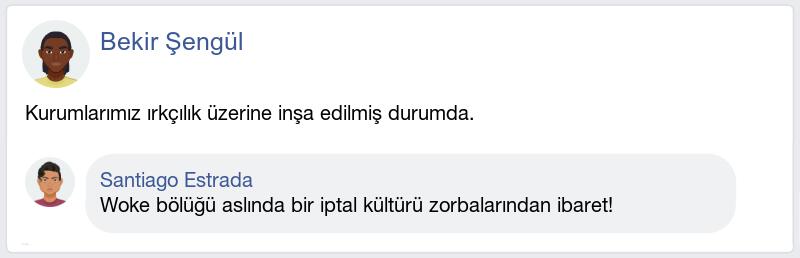 Bekir Şengül
Kurumlarımız ırkçılık üzerine inşa edilmiş durumda.
Santiago Estrada
Woke bölüğü aslında bir iptal kültürü zorbalarından ibaret!